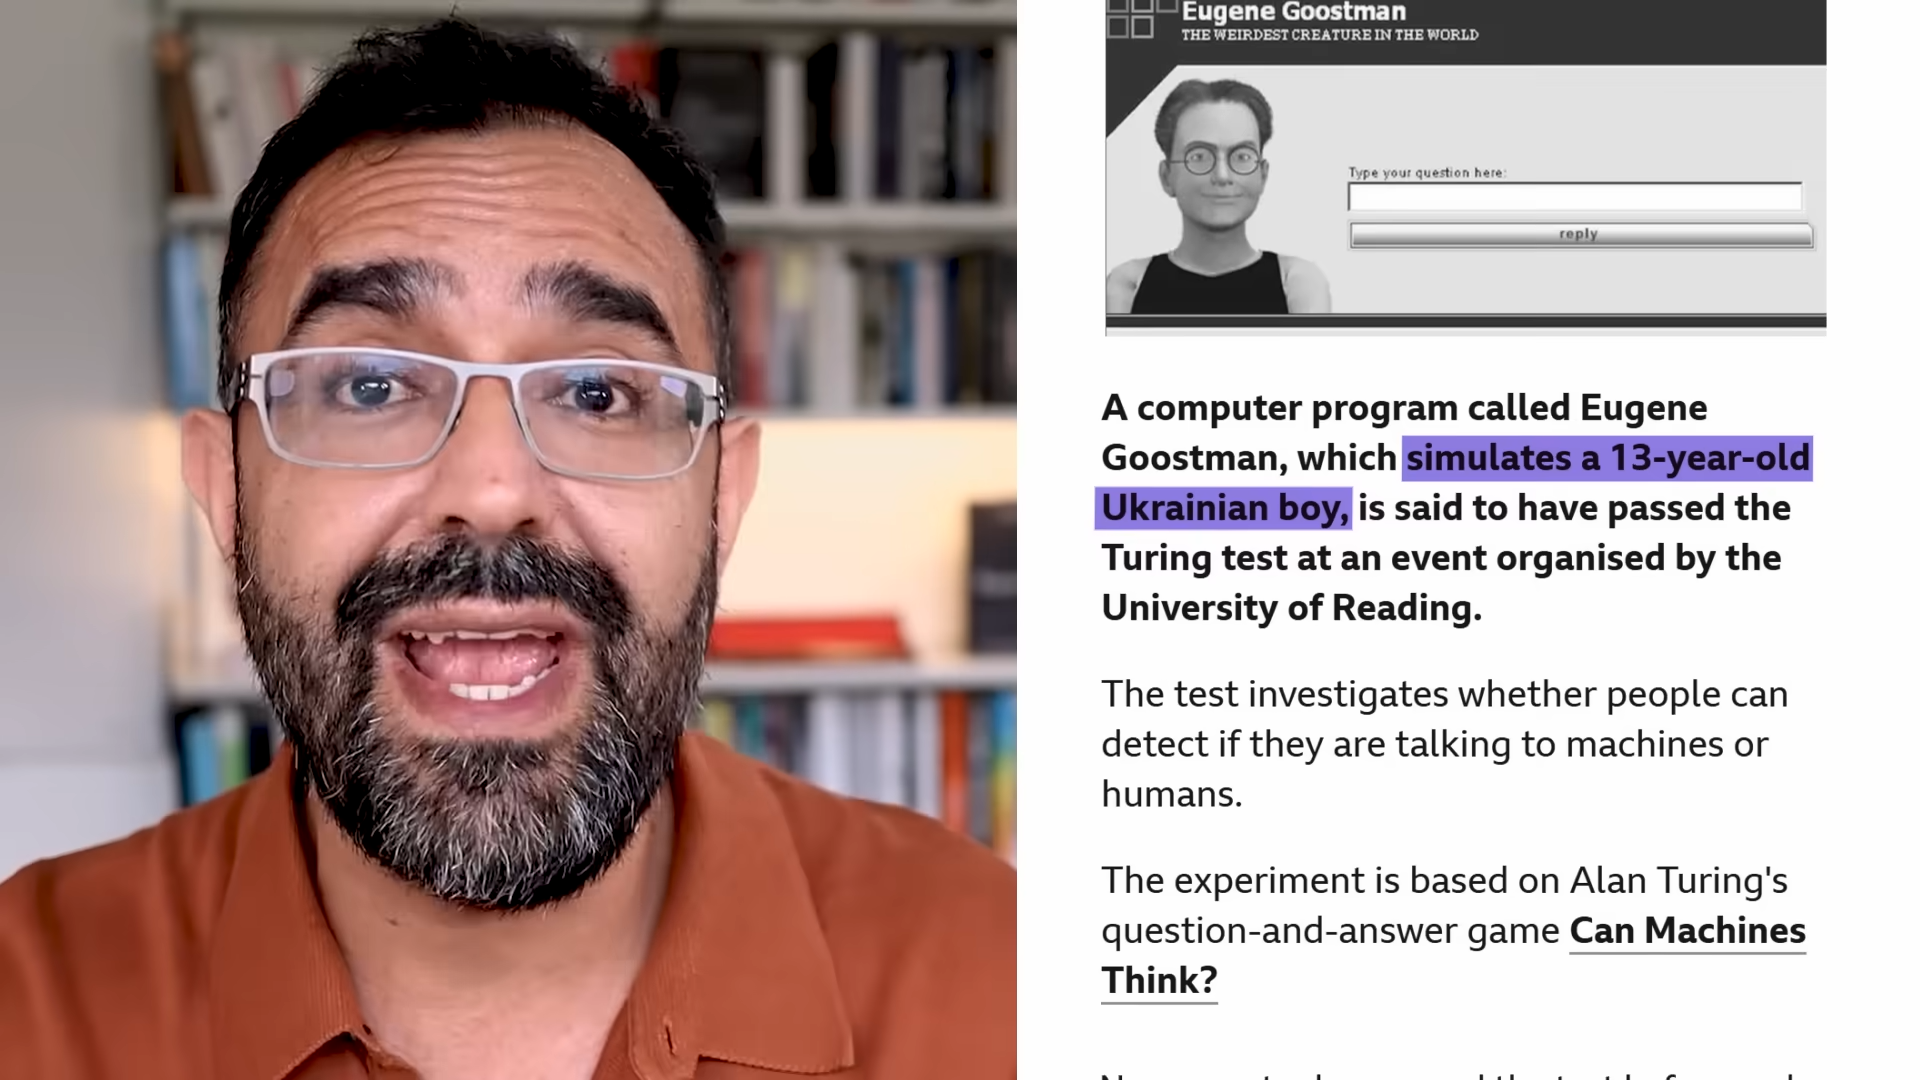 Eugene Goostman
THE WEIRDEST CREATURE IN THE WORLD
Type your question here:
reply
A computer program called Eugene
Goostman, which simulates a 13-year-old
Ukrainian boy, is said to have passed the
Turing test at an event organised by the
University of Reading.
The test investigates whether people can
detect if they are talking to machines or
humans.
The experiment is based on Alan Turing's
question-and-answer game Can Machines
Think?